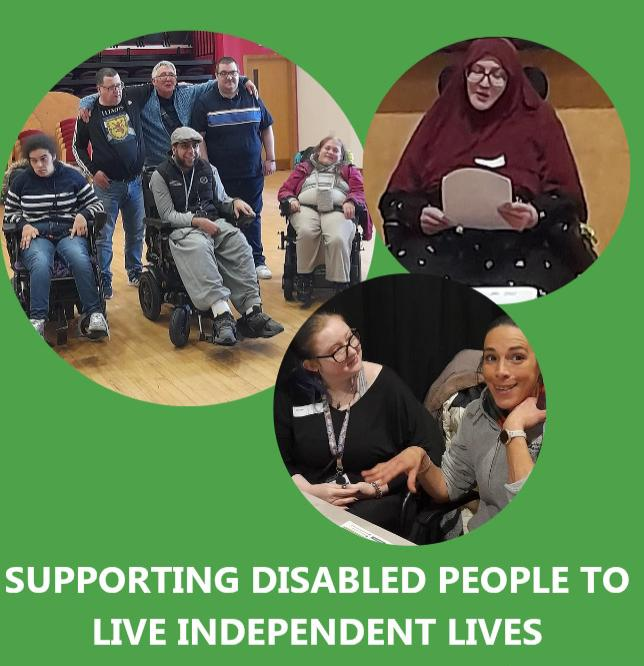 SUPPORTING DISABLED PEOPLE TO
LIVE INDEPENDENT LIVES